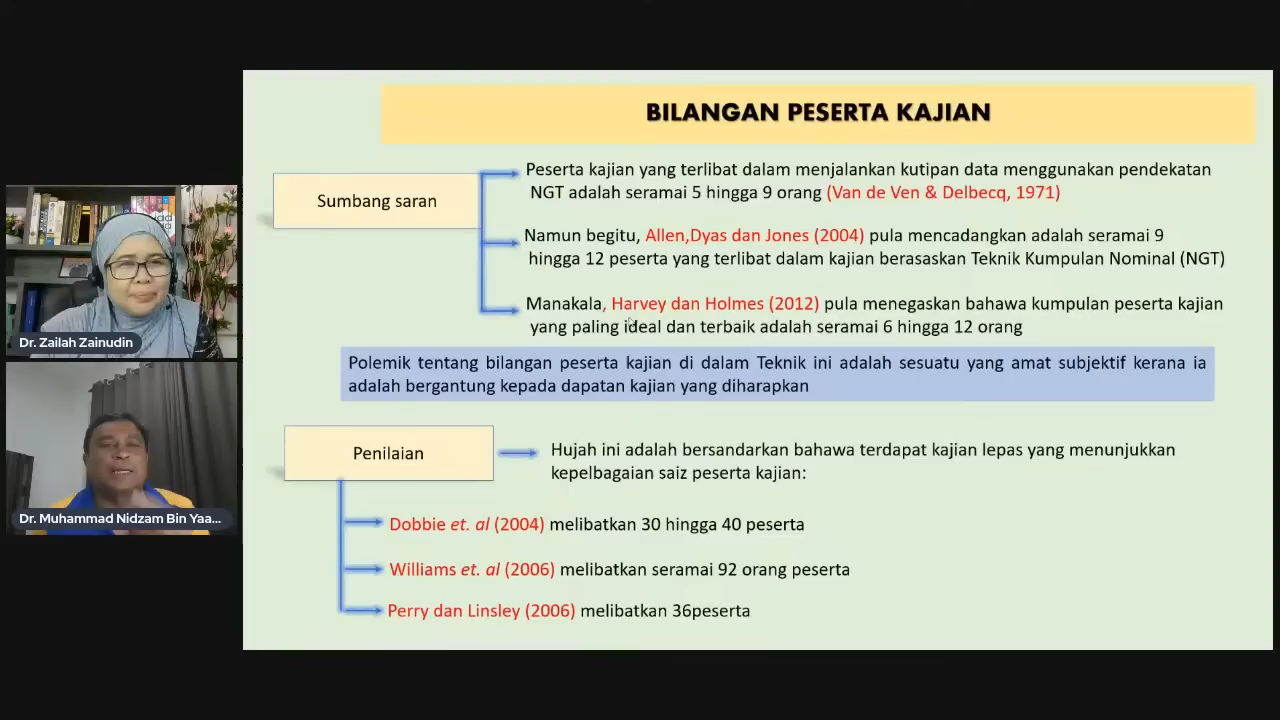 BILANGAN PESERTA KAJIAN
Sumbang saran
Peserta kajian yang terlibat dalam menjalankan kutipan data menggunakan pendekatan
NGT adalah seramai 5 hingga 9 orang (Van de Ven & Delbecq, 1971)
Namun begitu, Allen,Dyas dan Jones (2004) pula mencadangkan adalah seramai 9
hingga 12 peserta yang terlibat dalam kajian berasaskan Teknik Kumpulan Nominal (NGT)
Manakala, Harvey dan Holmes (2012) pula menegaskan bahawa kumpulan peserta kajian
yang paling ideal dan terbaik adalah seramai 6 hingga 12 orang
Polemik tentang bilangan peserta kajian di dalam Teknik ini adalah sesuatu yang amat subjektif kerana ia
adalah bergantung kepada dapatan kajian yang diharapkan
Penilaian
Hujah ini adalah bersandarkan bahawa terdapat kajian lepas yang menunjukkan
kepelbagaian saiz peserta kajian:
Dobbie et. al (2004) melibatkan 30 hingga 40 peserta
Williams et. al (2006) melibatkan seramai 92 orang peserta
Perry dan Linsley (2006) melibatkan 36peserta
Dr. Zailah Zainudin
Dr. Muhammad Nidzam Bin Yaa...